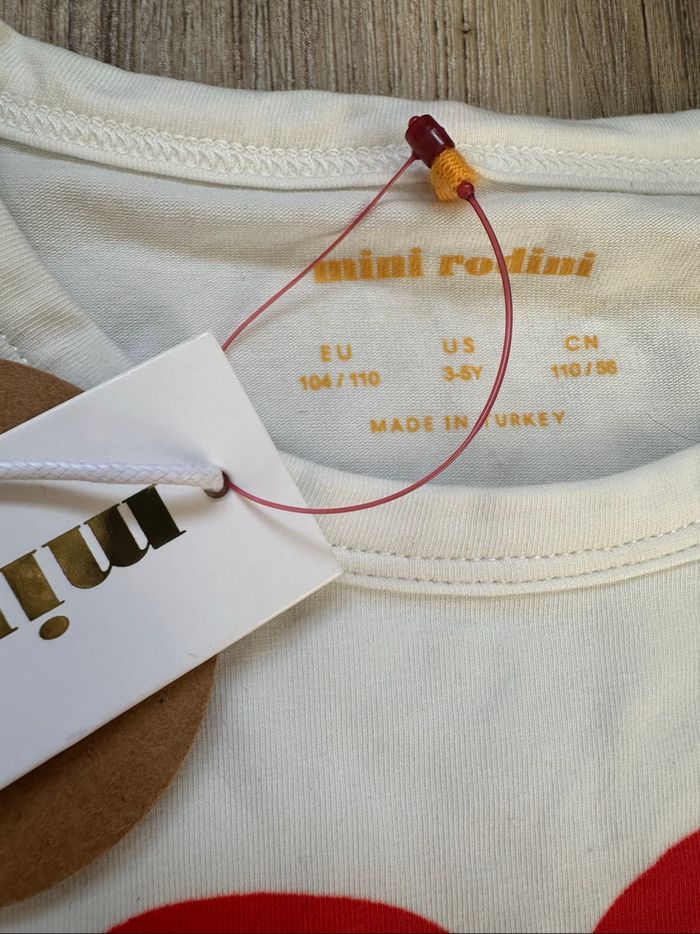 mini rodini
EU US CN
104 / 110 3-5Y 110 / 56
MADE IN TURKEY
mini